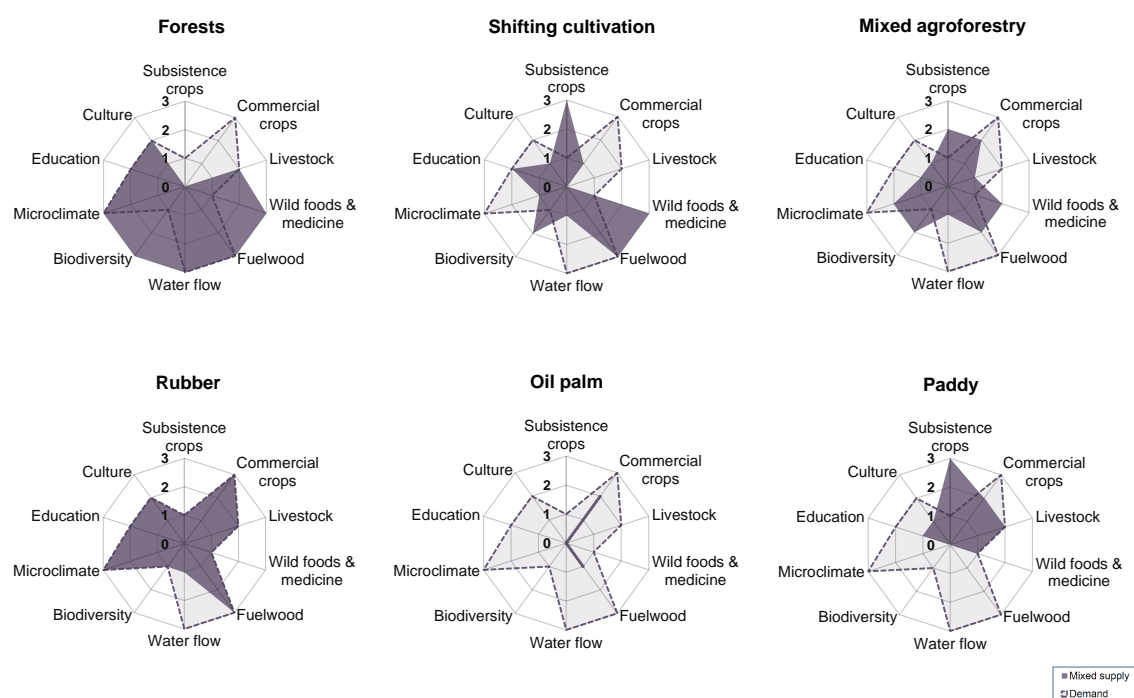 Forests
Subsistence
crops
Commercial
crops
Livestock
Wild foods &
medicine
Fuelwood
Water flow
Biodiversity
Microclimate
Education
Culture
3
2
1
0
Shifting cultivation
Subsistence
crops
Commercial
crops
Livestock
Wild foods &
medicine
Fuelwood
Water flow
Biodiversity
Microclimate
Education
Culture
3
2
1
0
Mixed agroforestry
Subsistence
crops
Commercial
crops
Livestock
Wild foods &
medicine
Fuelwood
Water flow
Biodiversity
Microclimate
Education
Culture
3
2
1
0
Rubber
Subsistence
crops
Commercial
crops
Livestock
Wild foods &
medicine
Fuelwood
Water flow
Biodiversity
Microclimate
Education
Culture
3
2
1
0
Oil palm
Subsistence
crops
Commercial
crops
Livestock
Wild foods &
medicine
Fuelwood
Water flow
Biodiversity
Microclimate
Education
Culture
3
2
1
0
Paddy
Subsistence
crops
Commercial
crops
Livestock
Wild foods &
medicine
Fuelwood
Water flow
Biodiversity
Microclimate
Education
Culture
3
2
1
0
Mixed supply
Demand